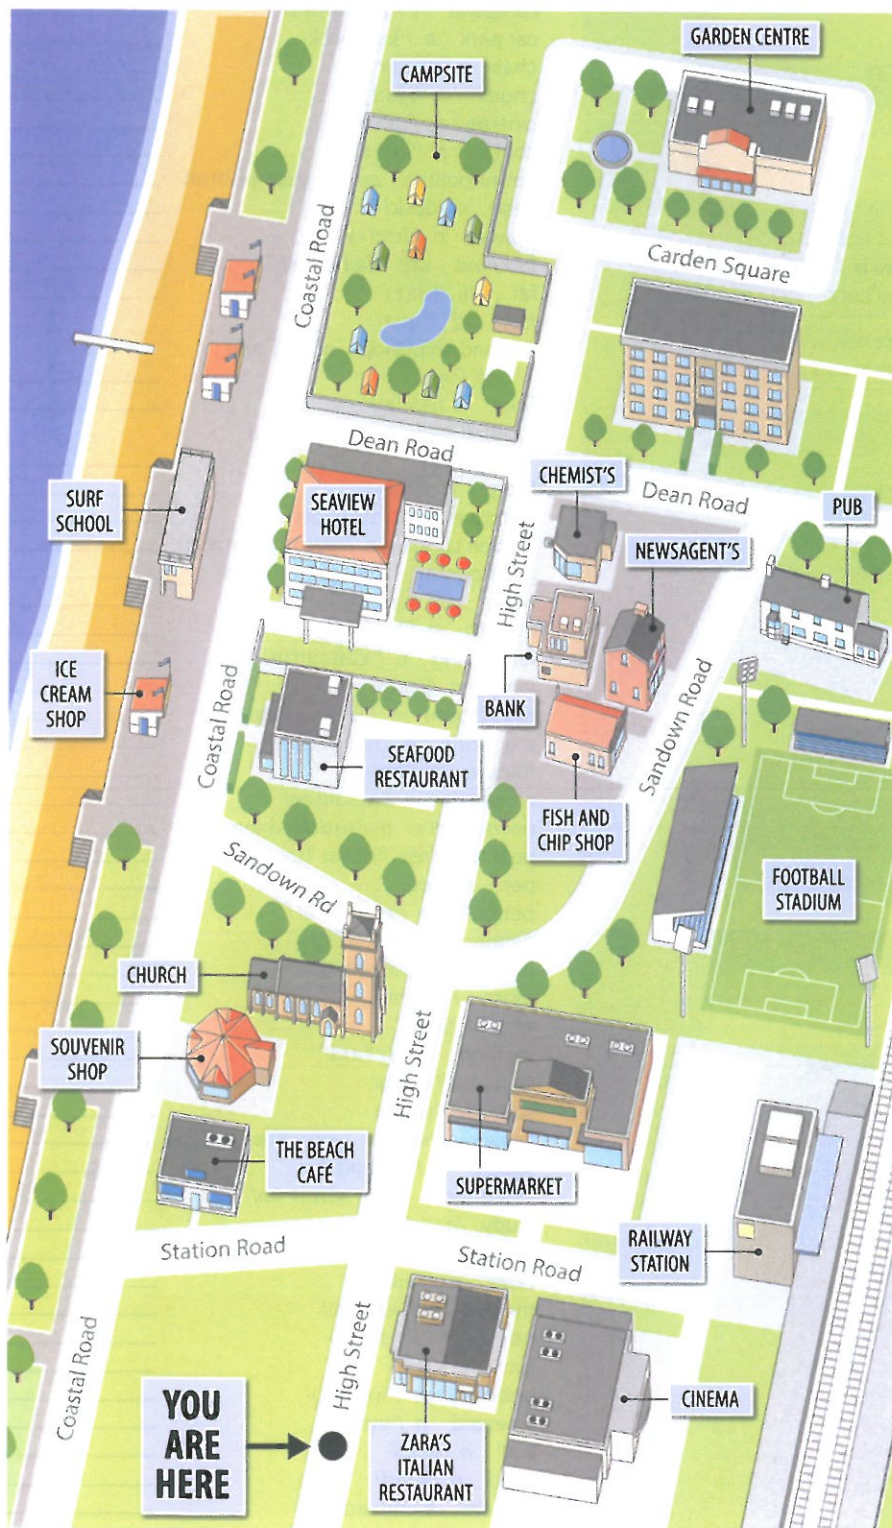 GARDEN CENTRE
CAMPSITE
Coastal Road
Carden Square
Dean Road
SURF
SCHOOL
SEAVIEW
HOTEL
CHEMIST'S
Dean Road
PUB
High Street
NEWSAGENT'S
ICE
CREAM
SHOP
Coastal Road
BANK
Sandown Road
SEAFOOD
RESTAURANT
FISH AND
CHIP SHOP
Sandown Rd
FOOTBALL
STADIUM
CHURCH
SOUVENIR
SHOP
High Street
THE BEACH
CAFÉ
SUPERMARKET
Station Road
Station Road
RAILWAY
STATION
Coastal Road
High Street
YOU
ARE
HERE
ZARA'S
ITALIAN
RESTAURANT
CINEMA